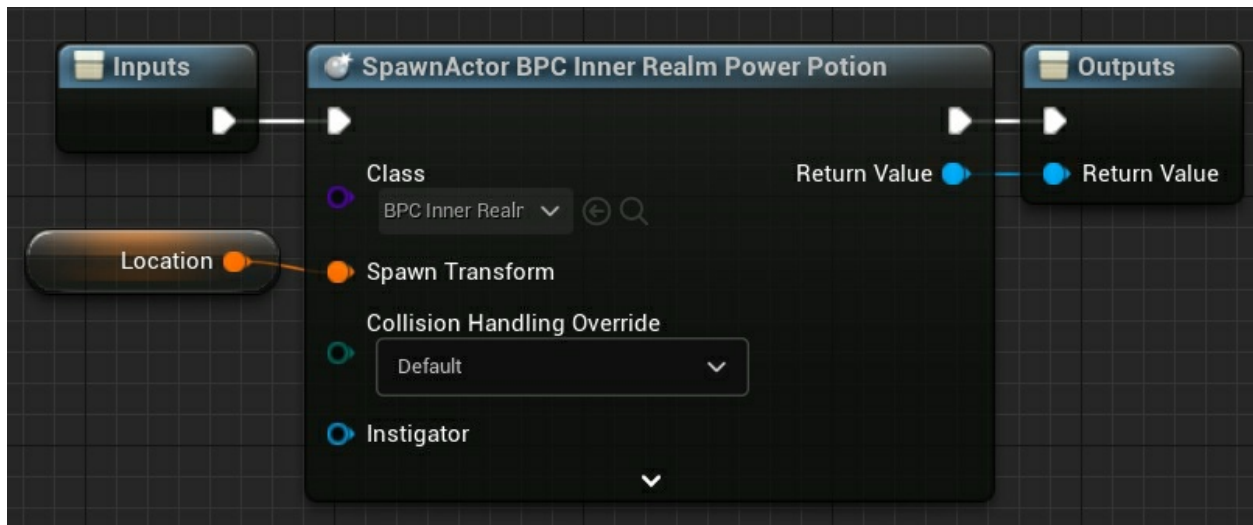 Inputs
SpawnActor BPC Inner Realm Power Potion
Outputs
Class
Return Value
Return Value
BPC Inner Realr
Location
Spawn Transform
Collision Handling Override
Default
Instigator